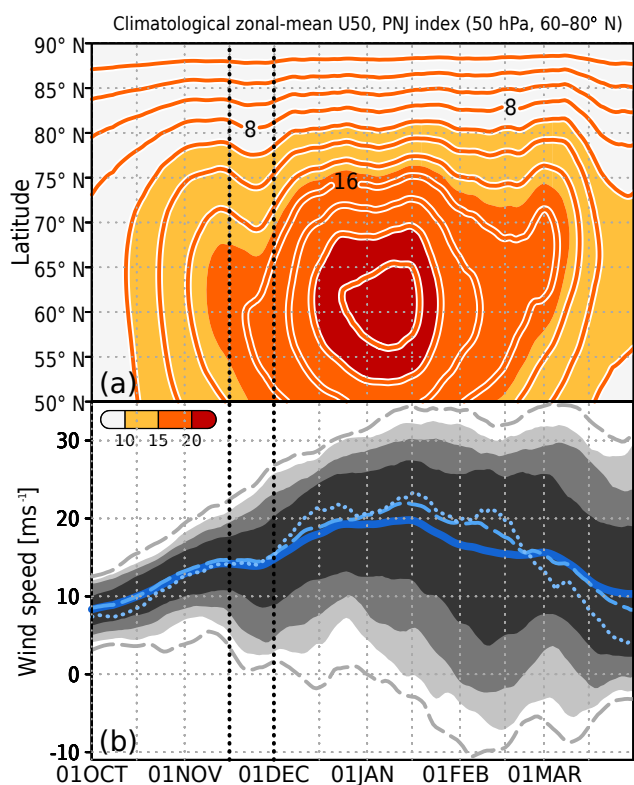 Climatological zonal-mean U50, PNJ index (50 hPa, 60–80° N)
90° N
85° N
80° N
75° N
70° N
65° N
60° N
55° N
50° N
Latitude
8
8
16
(a)
10 15 20
30
20
10
0
-10
Wind speed [ms⁻¹]
(b)
01OCT 01NOV 01DEC 01JAN 01FEB 01MAR